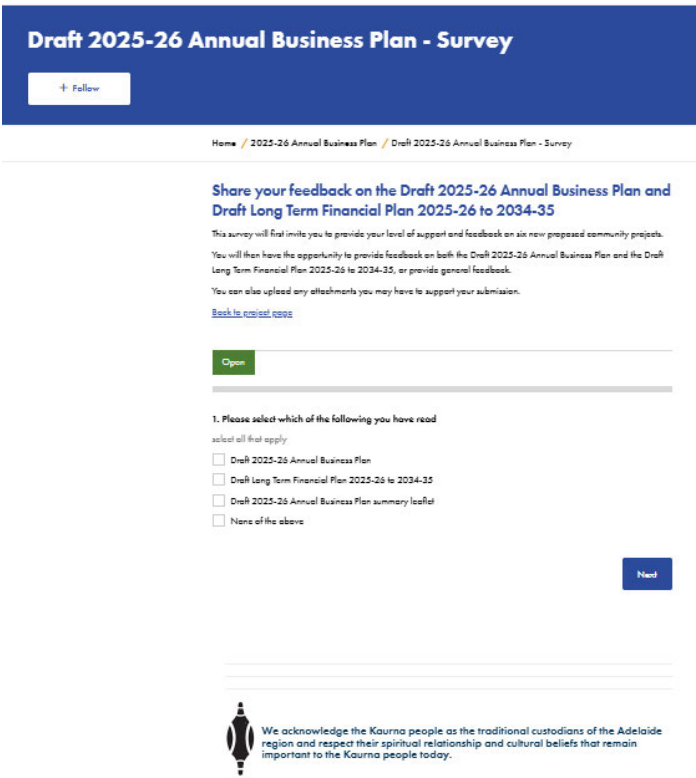 Draft 2025-26 Annual Business Plan - Survey
+ Follow
Home / 2025-26 Annual Business Plan / Draft 2025-26 Annual Business Plan - Survey
Share your feedback on the Draft 2025-26 Annual Business Plan and
Draft Long Term Financial Plan 2025-26 to 2034-35
This survey will first invite you to provide your level of support and feedback on six new proposed community projects.
You will then have the opportunity to provide feedback on both the Draft 2025-26 Annual Business Plan and the Draft
Long Term Financial Plan 2025-26 to 2034-35, or provide general feedback.
You can also upload any attachments you may have to support your submission.
Back to project page
Open
1. Please select which of the following you have read
select all that apply
Draft 2025-26 Annual Business Plan
Draft Long Term Financial Plan 2025-26 to 2034-35
Draft 2025-26 Annual Business Plan summary leaflet
None of the above
Next
We acknowledge the Kaurna people as the traditional custodians of the Adelaide
region and respect their spiritual relationship and cultural beliefs that remain
important to the Kaurna people today.